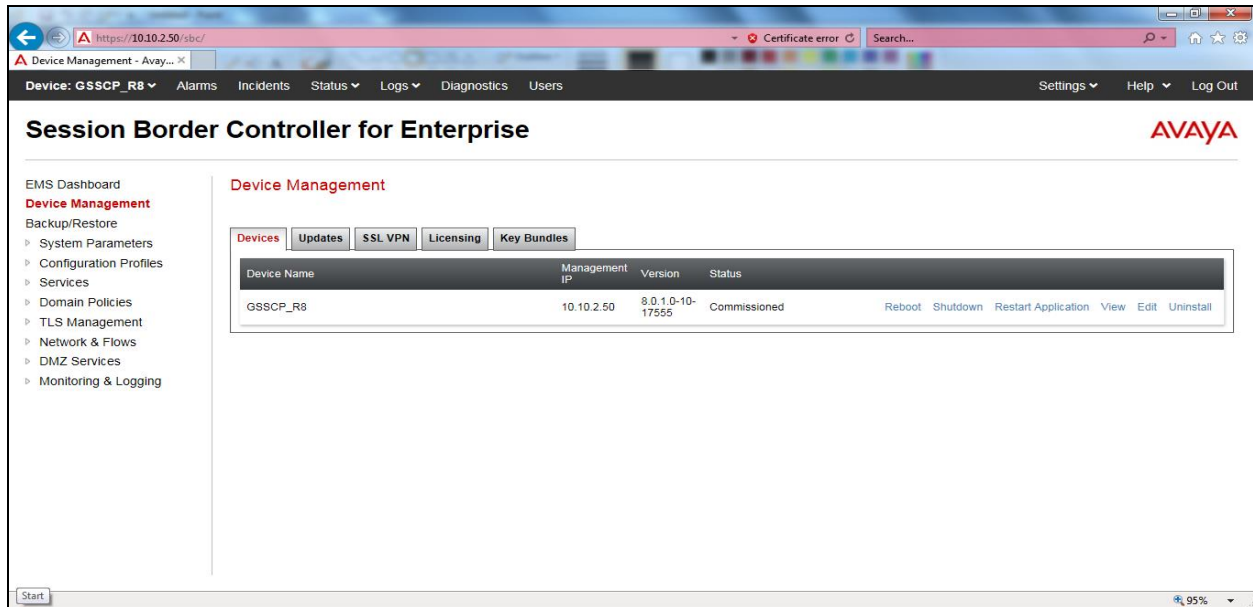 https://10.10.2.50/sbc/
Certificate error
Search...
Device Management - Avay...
Device: GSSCP_R8 Alarms Incidents Status Logs Diagnostics Users Settings Help Log Out
Session Border Controller for Enterprise
AVAYA
EMS Dashboard
Device Management
Backup/Restore
System Parameters
Configuration Profiles
Services
Domain Policies
TLS Management
Network & Flows
DMZ Services
Monitoring & Logging
Device Management
Devices Updates SSL VPN Licensing Key Bundles
Device Name Management IP Version Status
GSSCP_R8 10.10.2.50 8.0.1.0-10-17555 Commissioned Reboot Shutdown Restart Application View Edit Uninstall
Start
95%